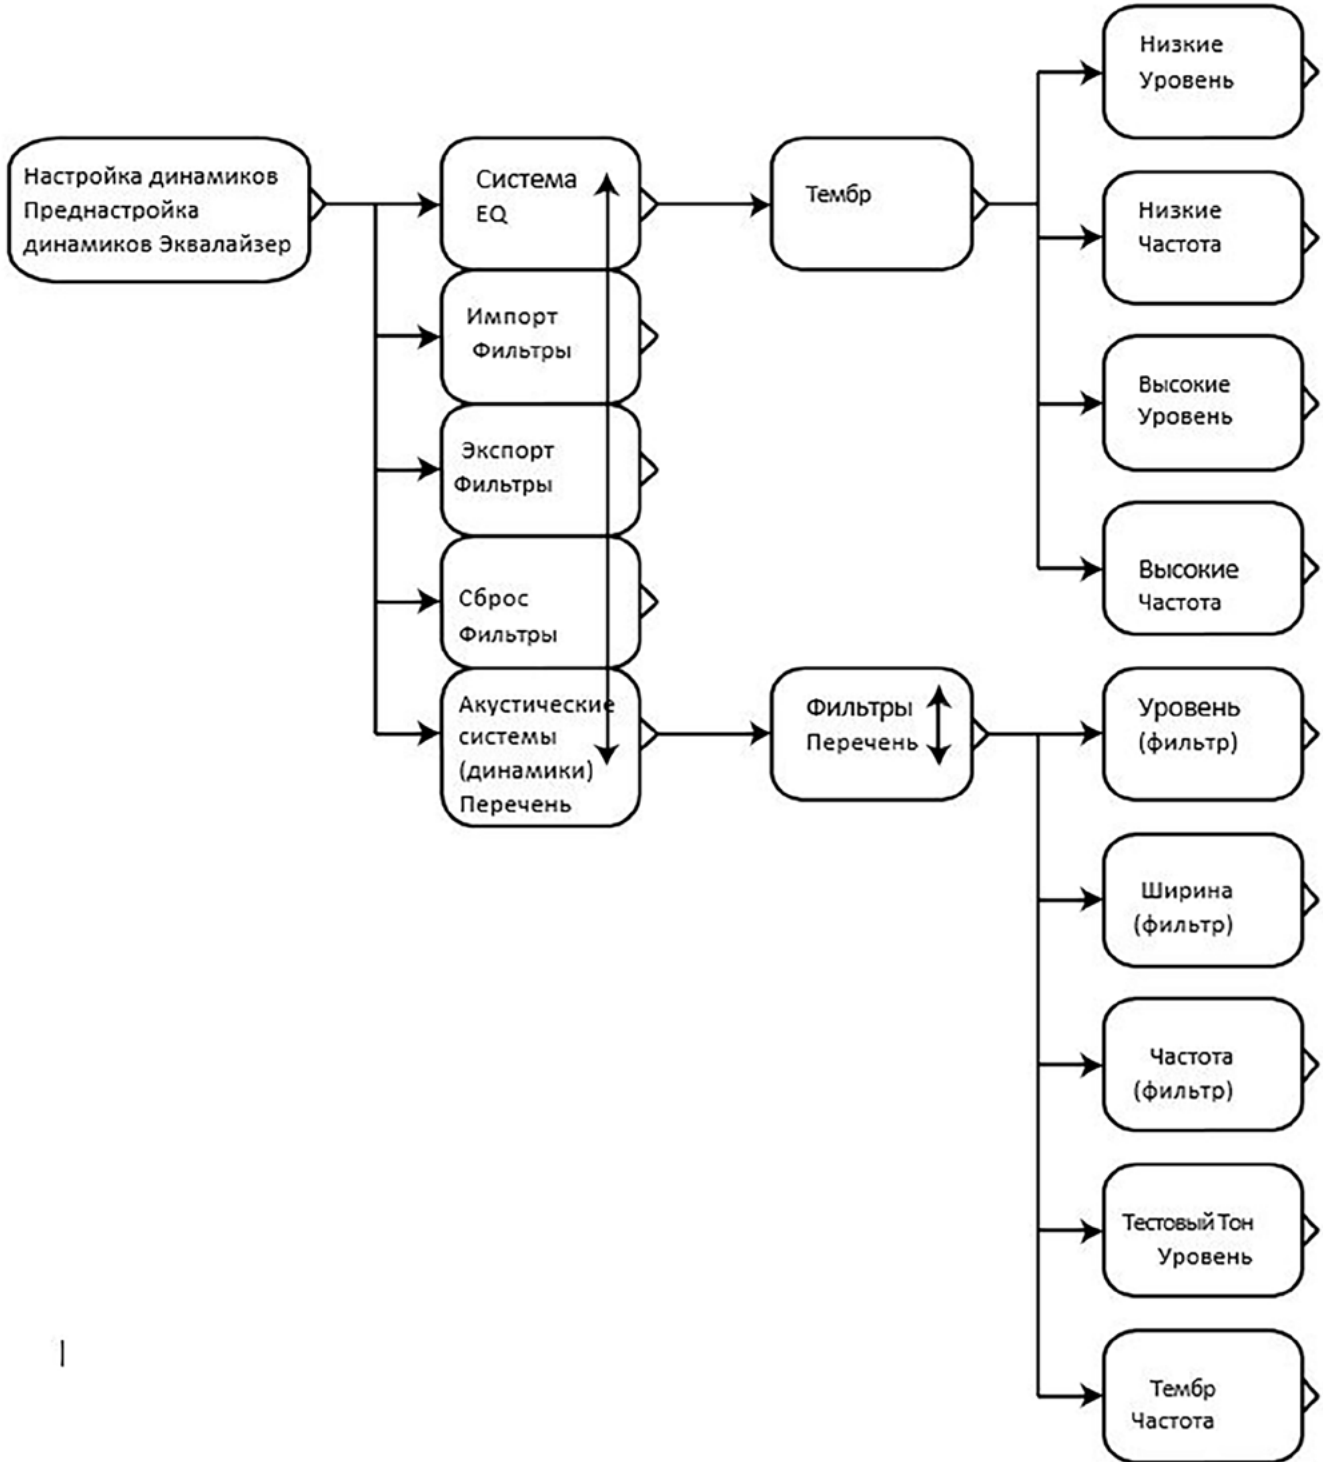 Настройка динамиков
Преднастройка
динамиков Эквалайзер
Система
EQ
Импорт
Фильтры
Экспорт
Фильтры
Сброс
Фильтры
Акустические
системы
(динамики)
Перечень
Тембр
Низкие
Уровень
Низкие
Частота
Высокие
Уровень
Высокие
Частота
Фильтры
Перечень
Уровень
(фильтр)
Ширина
(фильтр)
Частота
(фильтр)
Тестовый Тон
Уровень
Тембр
Частота